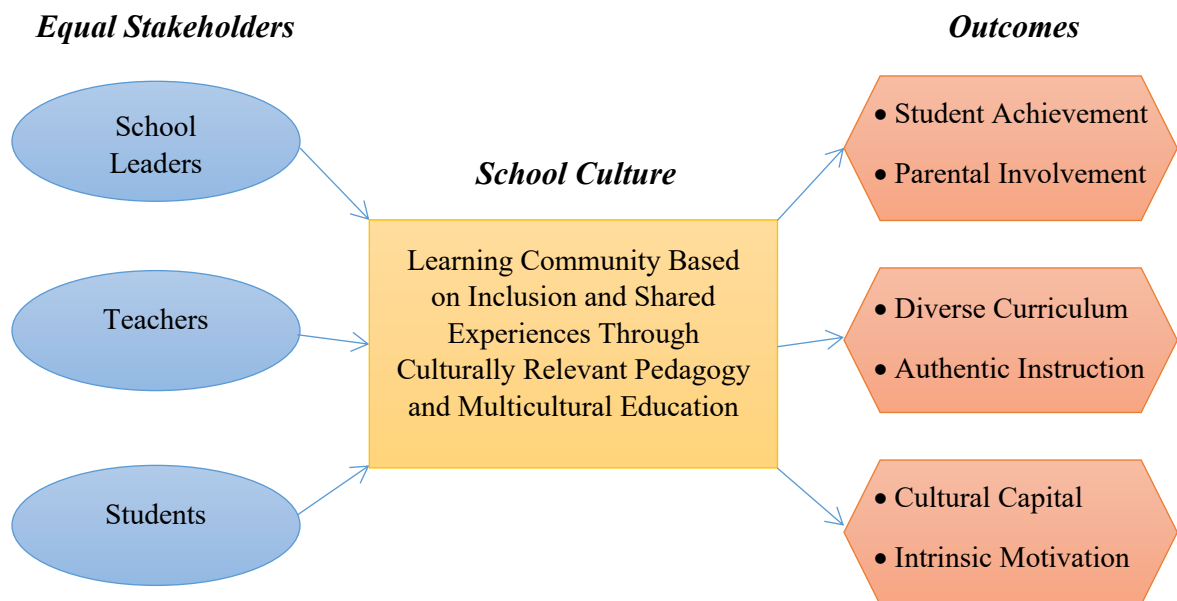 Equal Stakeholders
School
Leaders
Teachers
Students
School Culture
Learning Community Based
on Inclusion and Shared
Experiences Through
Culturally Relevant Pedagogy
and Multicultural Education
Outcomes
• Student Achievement
• Parental Involvement
• Diverse Curriculum
• Authentic Instruction
• Cultural Capital
• Intrinsic Motivation